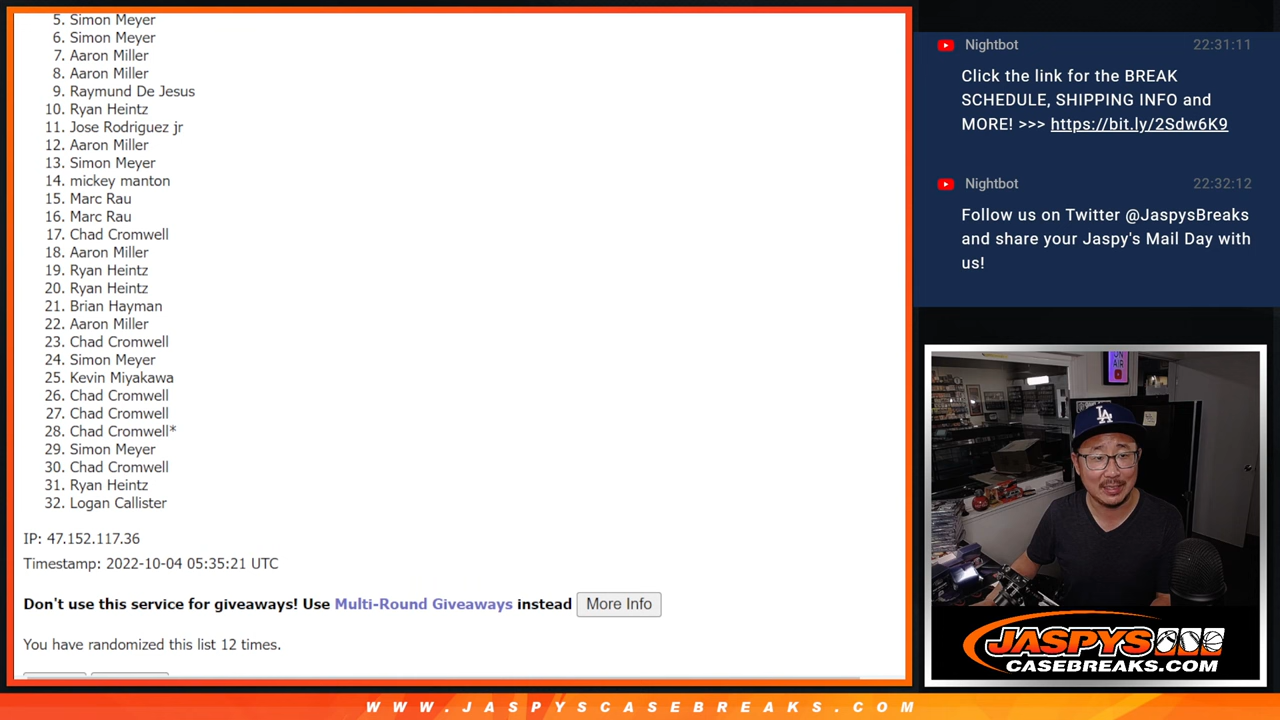 5. Simon Meyer
6. Simon Meyer
7. Aaron Miller
8. Aaron Miller
9. Raymund De Jesus
10. Ryan Heintz
11. Jose Rodriguez jr
12. Aaron Miller
13. Simon Meyer
14. mickey manton
15. Marc Rau
16. Marc Rau
17. Chad Cromwell
18. Aaron Miller
19. Ryan Heintz
20. Ryan Heintz
21. Brian Hayman
22. Aaron Miller
23. Chad Cromwell
24. Simon Meyer
25. Kevin Miyakawa
26. Chad Cromwell
27. Chad Cromwell
28. Chad Cromwell*
29. Simon Meyer
30. Chad Cromwell
31. Ryan Heintz
32. Logan Callister
IP: 47.152.117.36
Timestamp: 2022-10-04 05:35:21 UTC
Don't use this service for giveaways! Use Multi-Round Giveaways instead More Info
You have randomized this list 12 times.
Nightbot 22:31:11
Click the link for the BREAK
SCHEDULE, SHIPPING INFO and
MORE! >>> https://bit.ly/2Sdw6K9
Nightbot 22:32:12
Follow us on Twitter @JaspysBreaks
and share your Jaspy's Mail Day with
us!
ON
AIR
LA
JASPYS
CASEBREAKS.COM
WWW.JASPYSCASEBREAKS.COM